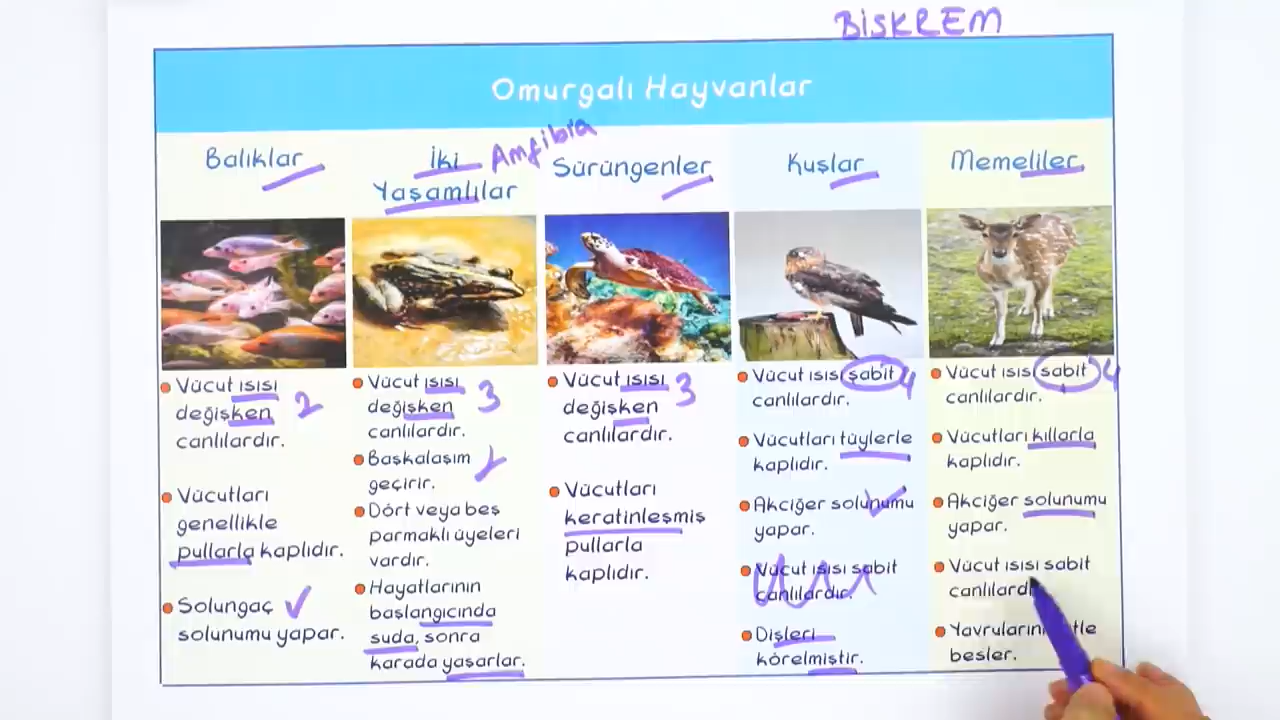 BİSKREM
Omurgalı Hayvanlar
Balıklar
İki
Yaşamlılar
Amfibia
Sürüngenler
Kuşlar
Memeliler
Vücut ısısı
değişken 2
canlılardır.
Vücutları
genellikle
pullarla kaplıdır.
Solungaç
solunumu yapar.
Vücut ısısı
değişken 3
canlılardır.
Başkalaşım
geçirir.
Dört veya beş
parmaklı üyeleri
vardır.
Hayatlarının
başlangıcında
suda, sonra
karada yaşarlar.
Vücut ısısı
değişken 3
canlılardır.
Vücutları
keratinleşmiş
pullarla
kaplıdır.
Vücut ısısı sabit 4
canlılardır.
Vücutları tüylerle
kaplıdır.
Akciğer solunumu
yapar.
Vücut ısısı sabit
canlılardır.
Dişleri
körelmiştir.
Vücut ısısı sabit 4
canlılardır.
Vücutları kıllarla
kaplıdır.
Akciğer solunumu
yapar.
Vücut ısısı sabit
Yavrularını
besler.